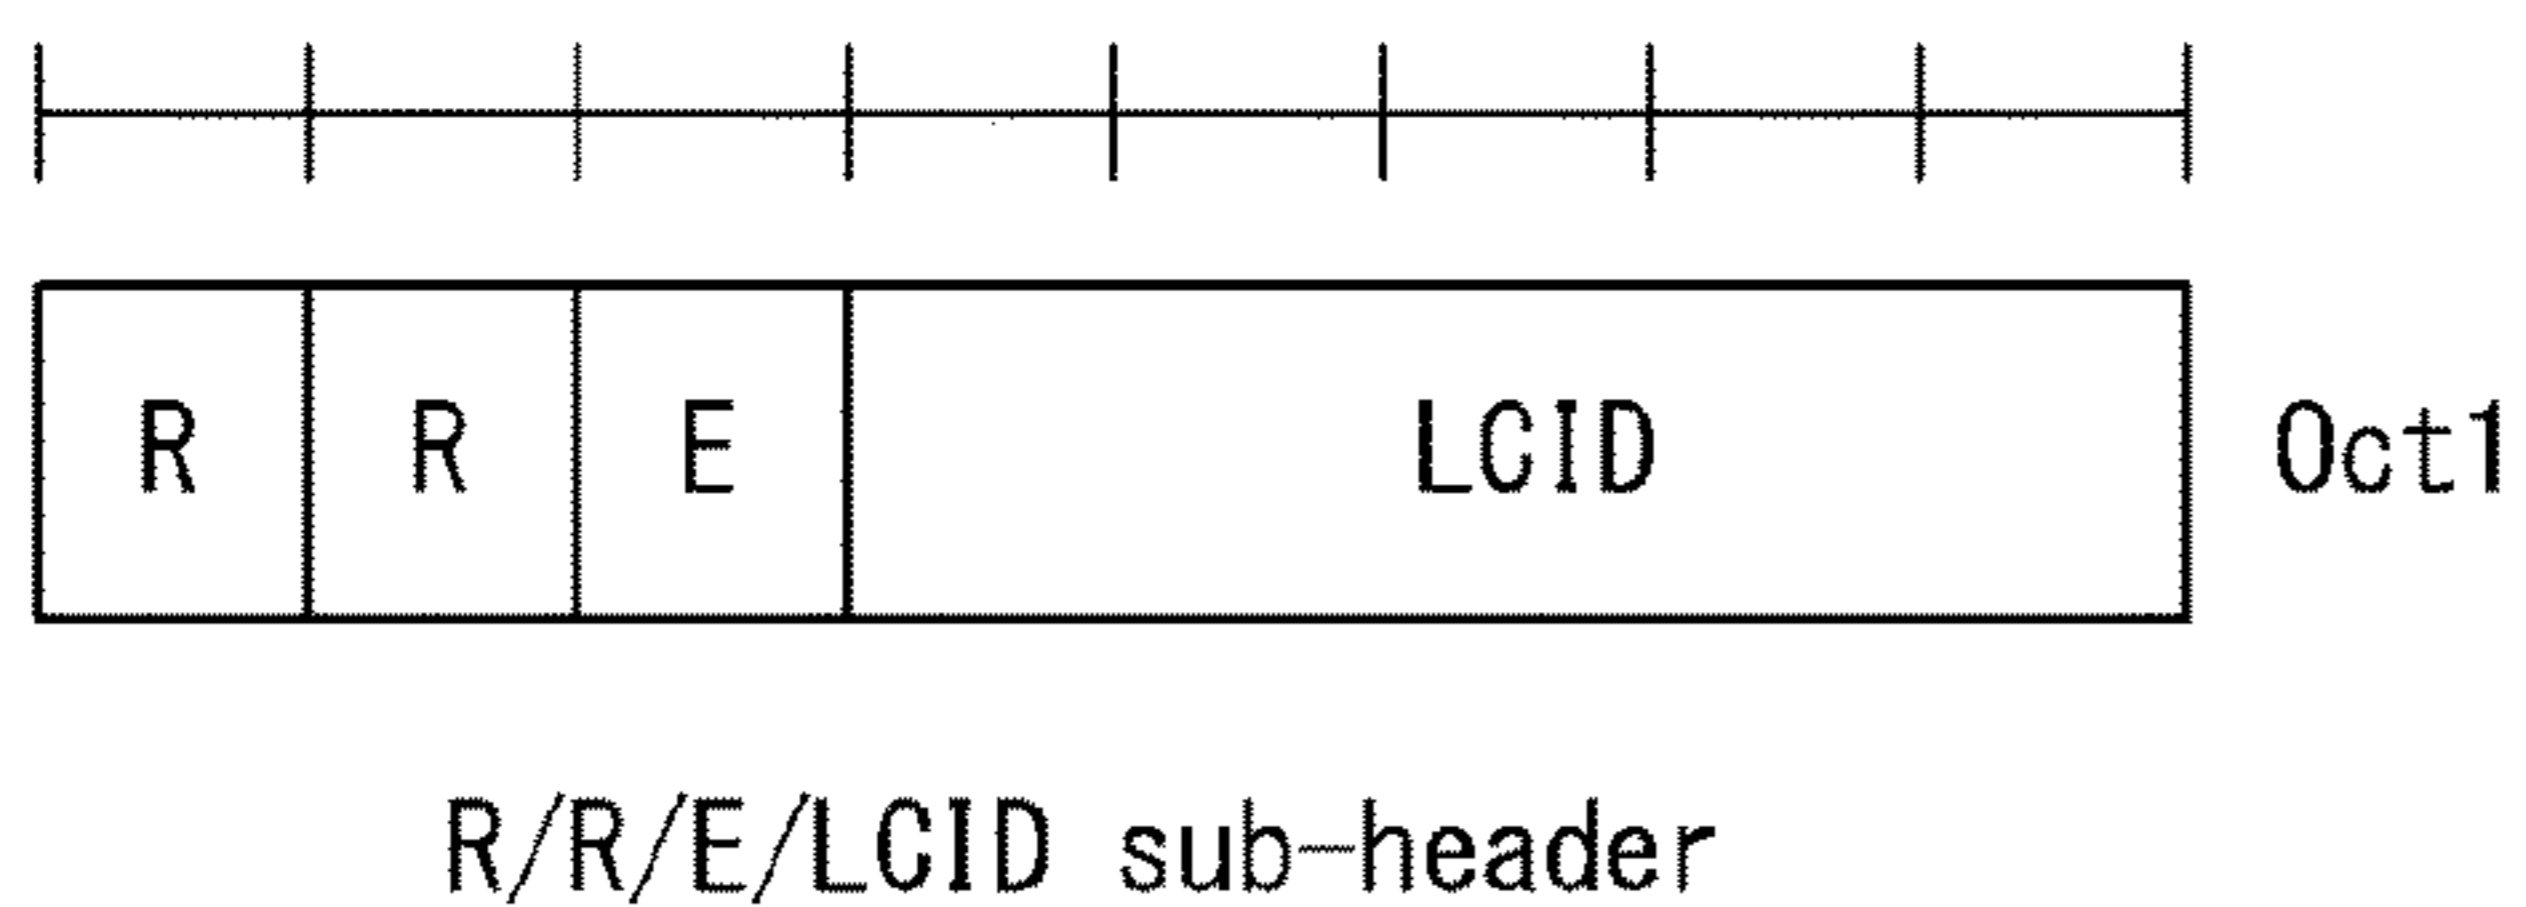 R R E LCID Oct1
R/R/E/LCID sub-header